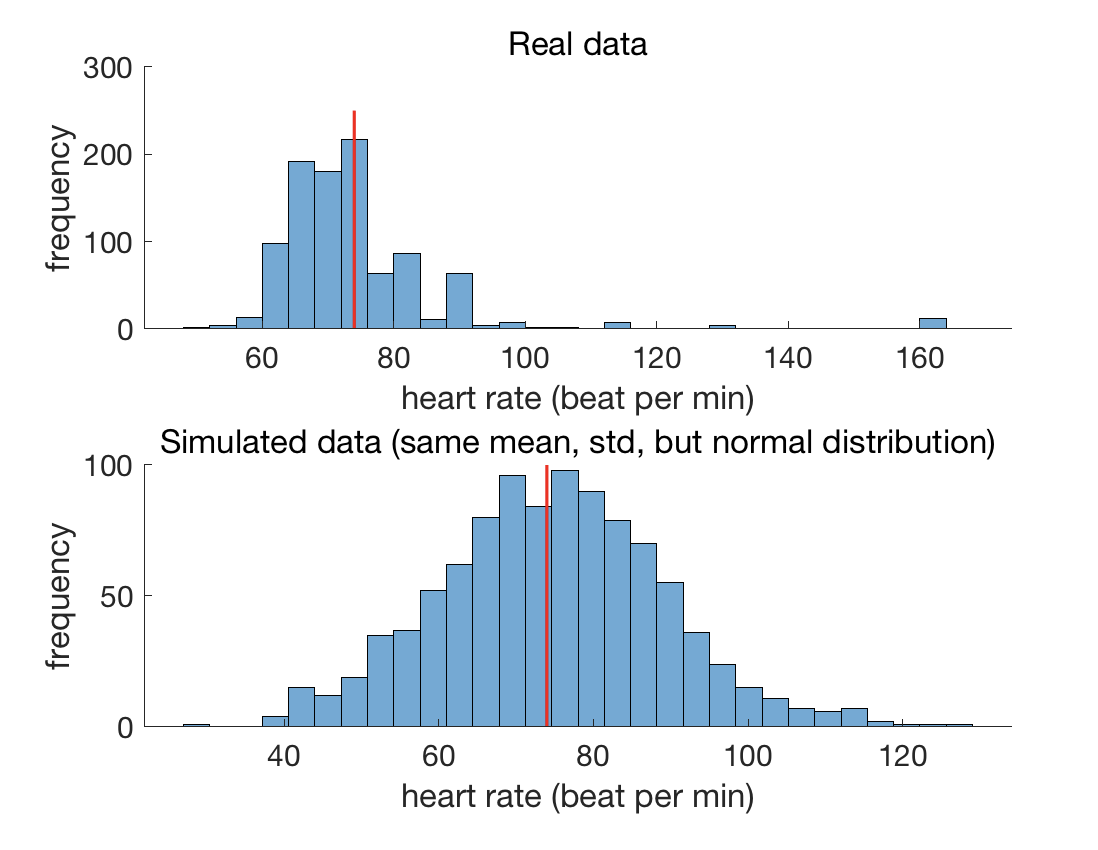 Real data
300
200
100
0
frequency
60 80 100 120 140 160
heart rate (beat per min)
Simulated data (same mean, std, but normal distribution)
100
50
0
frequency
40 60 80 100 120
heart rate (beat per min)